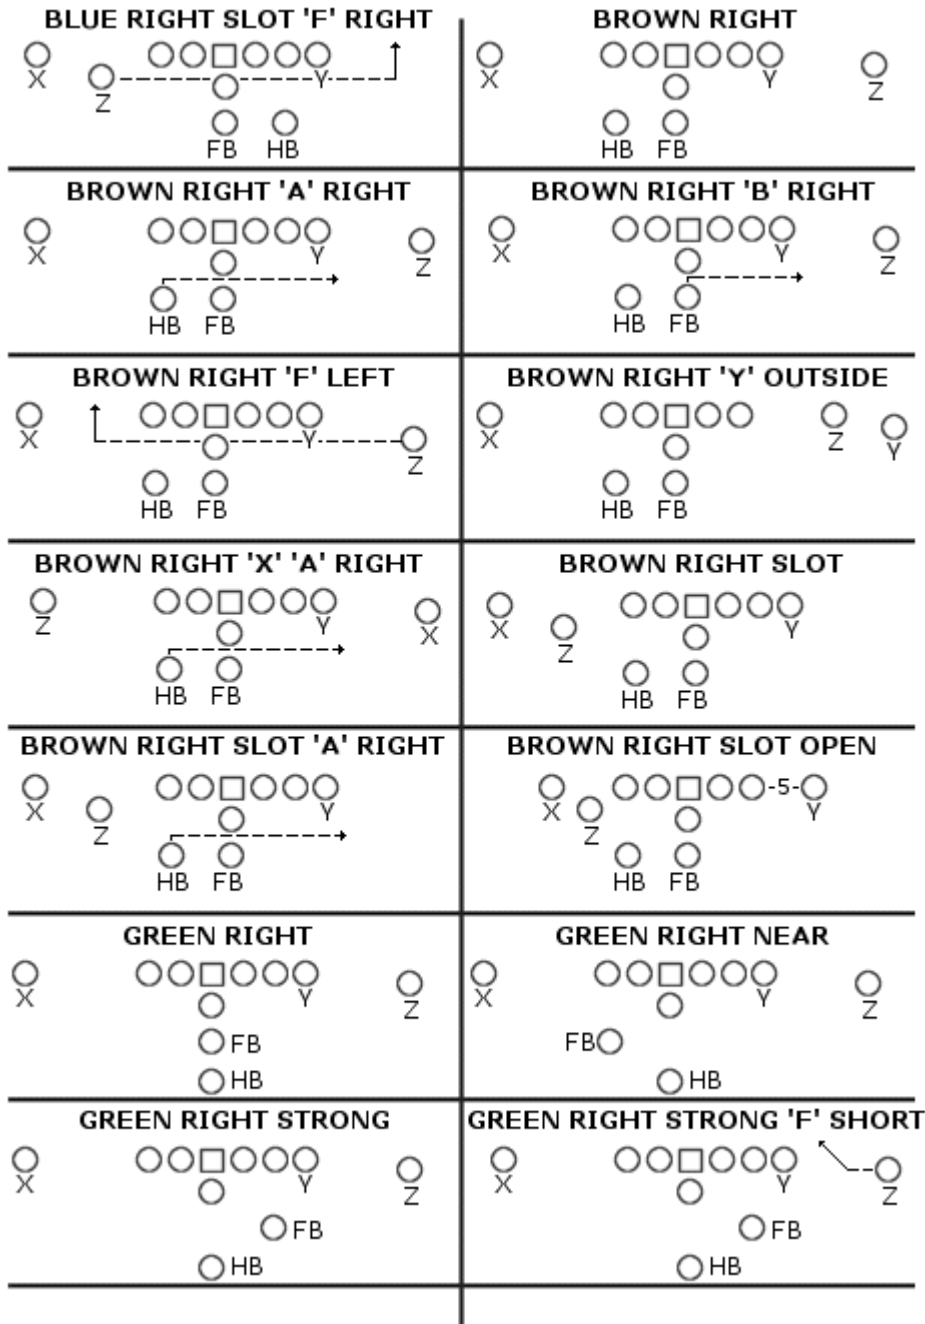 BLUE RIGHT SLOT 'F' RIGHT
X
Z
Y
FB HB
BROWN RIGHT
X
Y
Z
HB FB
BROWN RIGHT 'A' RIGHT
X
Y
Z
HB FB
BROWN RIGHT 'B' RIGHT
X
Y
Z
HB FB
BROWN RIGHT 'F' LEFT
X
Y
Z
HB FB
BROWN RIGHT 'Y' OUTSIDE
X
Z
Y
HB FB
BROWN RIGHT 'X' 'A' RIGHT
Z
Y
X
HB FB
BROWN RIGHT SLOT
X
Z
Y
HB FB
BROWN RIGHT SLOT 'A' RIGHT
X
Z
Y
HB FB
BROWN RIGHT SLOT OPEN
-5-
X
Z
Y
HB FB
GREEN RIGHT
X
Y
Z
FB
HB
GREEN RIGHT NEAR
X
Y
Z
FB
HB
GREEN RIGHT STRONG
X
Y
Z
FB
HB
GREEN RIGHT STRONG 'F' SHORT
X
Y
Z
FB
HB